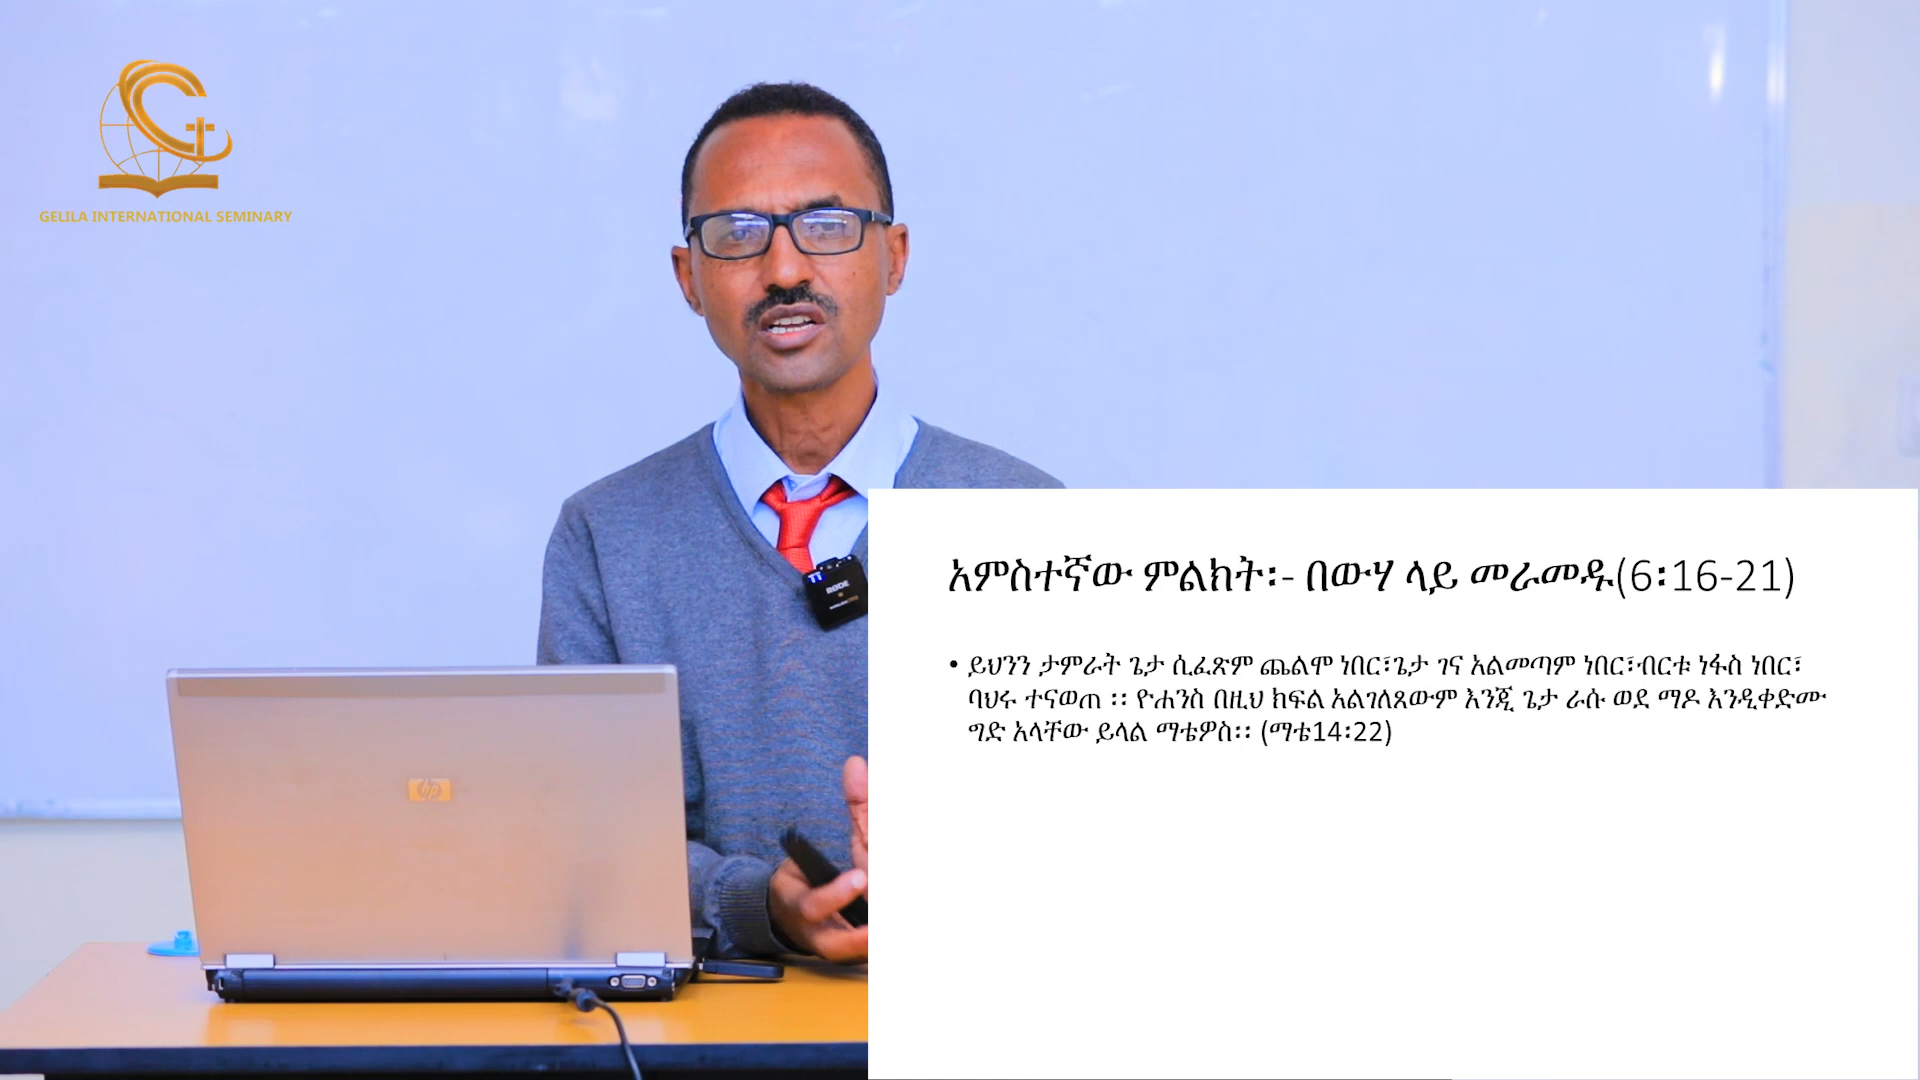 GELILA INTERNATIONAL SEMINARY
አምስተኛው ምልክት፡- በውሃ ላይ መራመዱ(6፡16-21)
• ይህንን ታምራት ጌታ ሲፈጽም ጨልሞ ነበር፣ጌታ ገና አልመጣም ነበር፣ብርቱ ነፋስ ነበር፣
ባህሩ ተናወጠ ፡፡ ዮሐንስ በዚህ ክፍል አልገለጸውም እንጂ ጌታ ራሱ ወደ ማዶ እንዲቀድሙ
ግድ አላቸው ይላል ማቴዎስ፡፡ (ማቴ14፡22)
RODE
hp